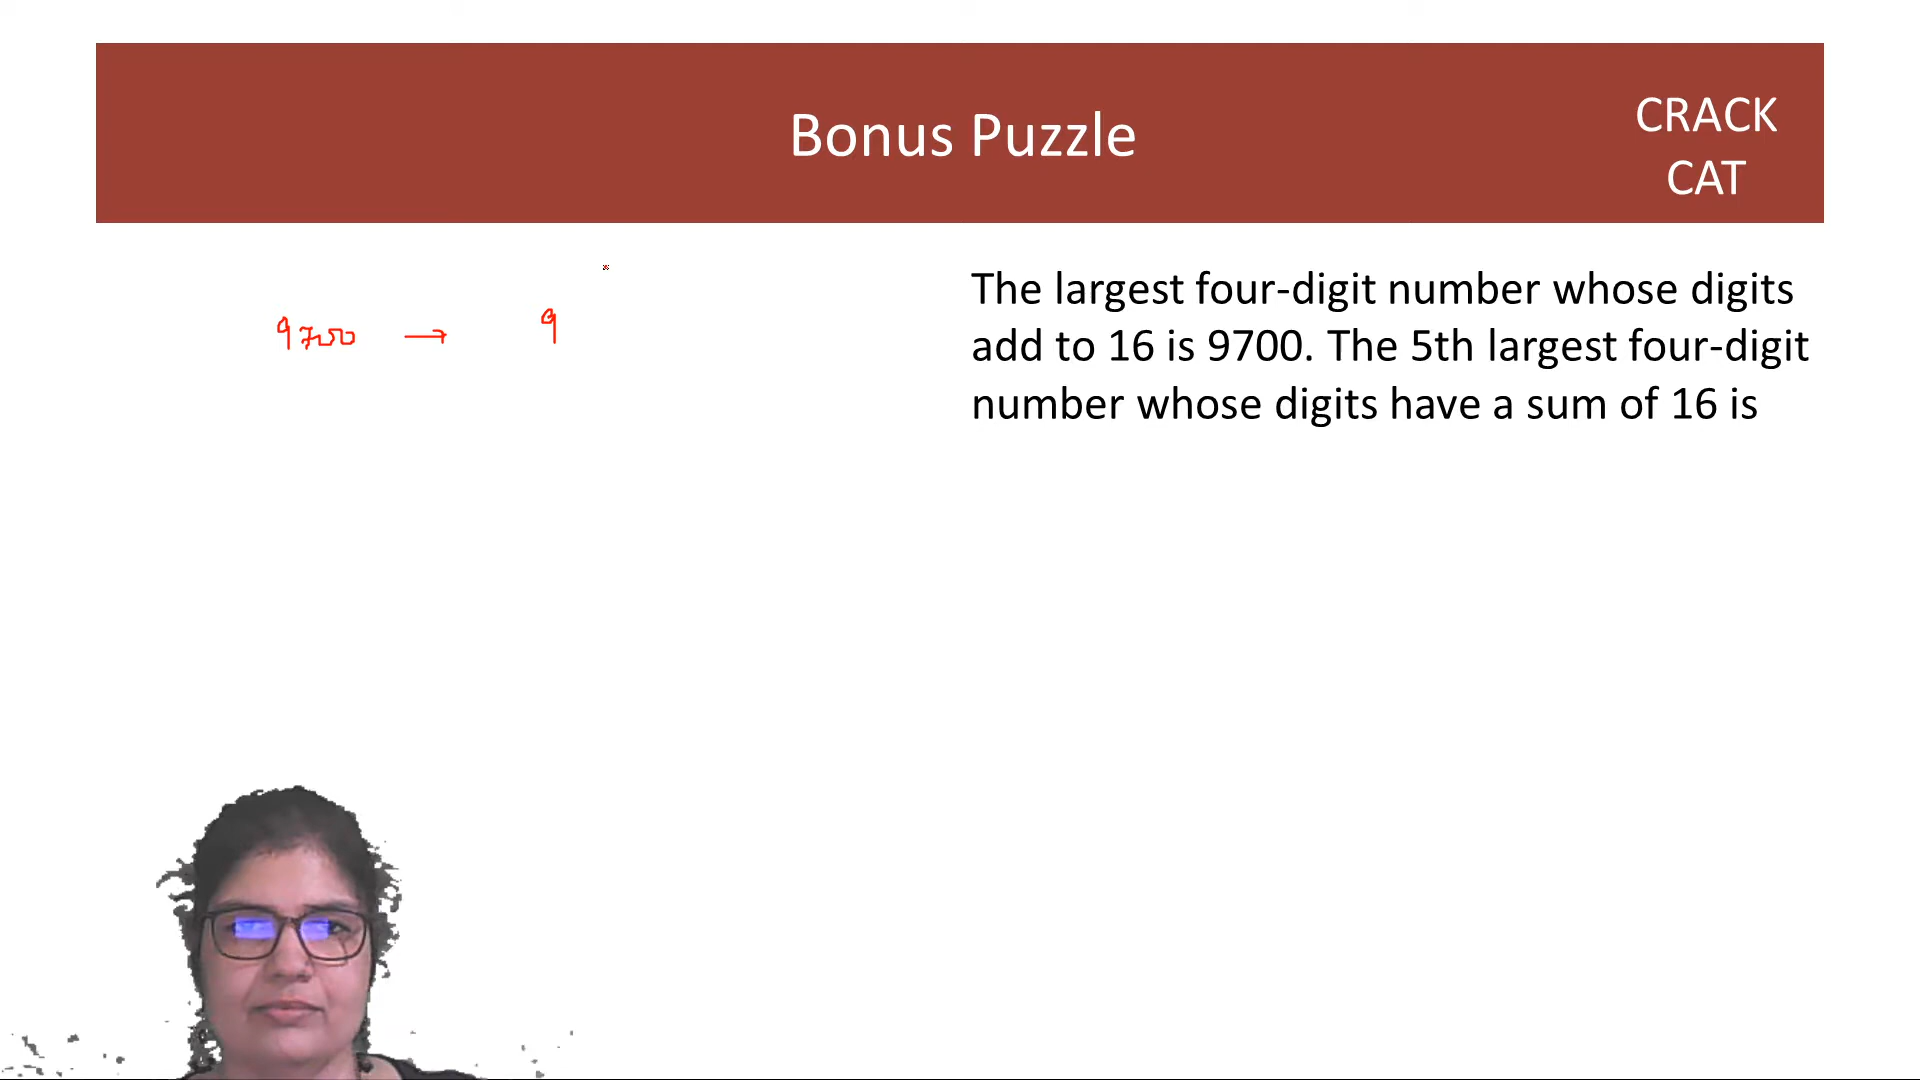 Bonus Puzzle
CRACK
CAT
9700 → 9
The largest four-digit number whose digits
add to 16 is 9700. The 5th largest four-digit
number whose digits have a sum of 16 is